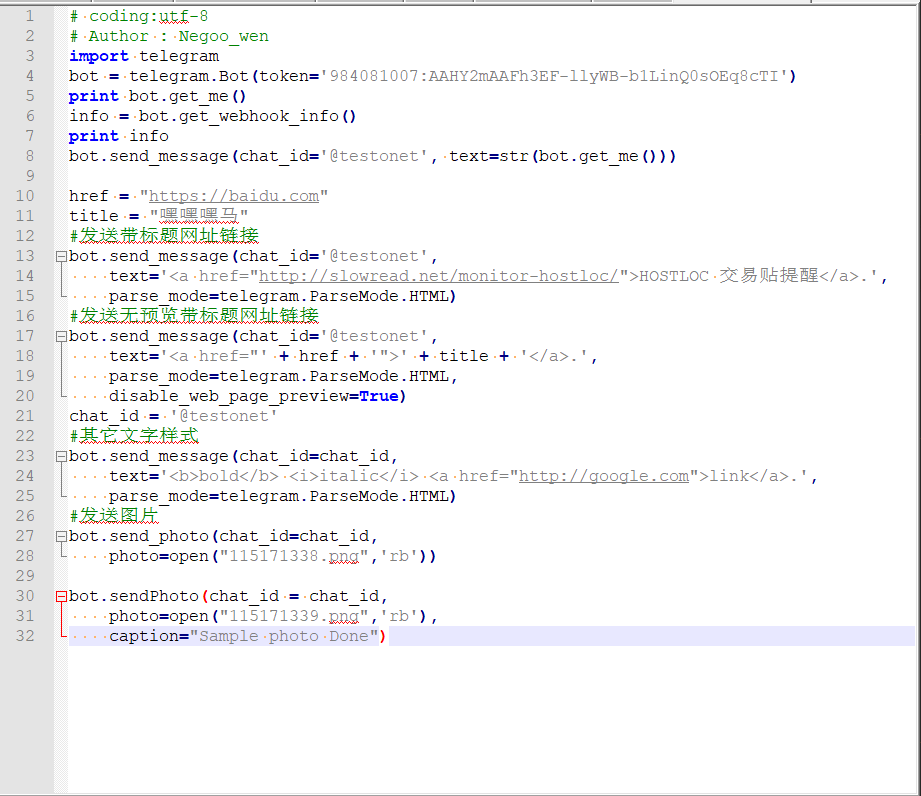 1 # coding:utf-8
2 # Author : Negoo_wen
3 import telegram
4 bot = telegram.Bot(token='984081007:AAHY2mAAFh3EF-llyWB-b1LinQ0sOEq8cTI')
5 print bot.get_me()
6 info = bot.get_webhook_info()
7 print info
8 bot.send_message(chat_id='@testonet', text=str(bot.get_me()))
9
10 href = "https://baidu.com"
11 title = "嘿嘿嘿马"
12 #发送带标题网址链接
13 bot.send_message(chat_id='@testonet',
14     text='<a href="http://slowread.net/monitor-hostloc/">HOSTLOC 交易贴提醒</a>.',
15     parse_mode=telegram.ParseMode.HTML)
16 #发送无预览带标题网址链接
17 bot.send_message(chat_id='@testonet',
18     text='<a href="' + href + '">' + title + '</a>.',
19     parse_mode=telegram.ParseMode.HTML,
20     disable_web_page_preview=True)
21 chat_id = '@testonet'
22 #其它文字样式
23 bot.send_message(chat_id=chat_id,
24     text='<b>bold</b> <i>italic</i> <a href="http://google.com">link</a>.',
25     parse_mode=telegram.ParseMode.HTML)
26 #发送图片
27 bot.send_photo(chat_id=chat_id,
28     photo=open("115171338.png",'rb'))
29
30 bot.sendPhoto(chat_id = chat_id,
31     photo=open("115171339.png",'rb'),
32     caption="Sample photo Done")